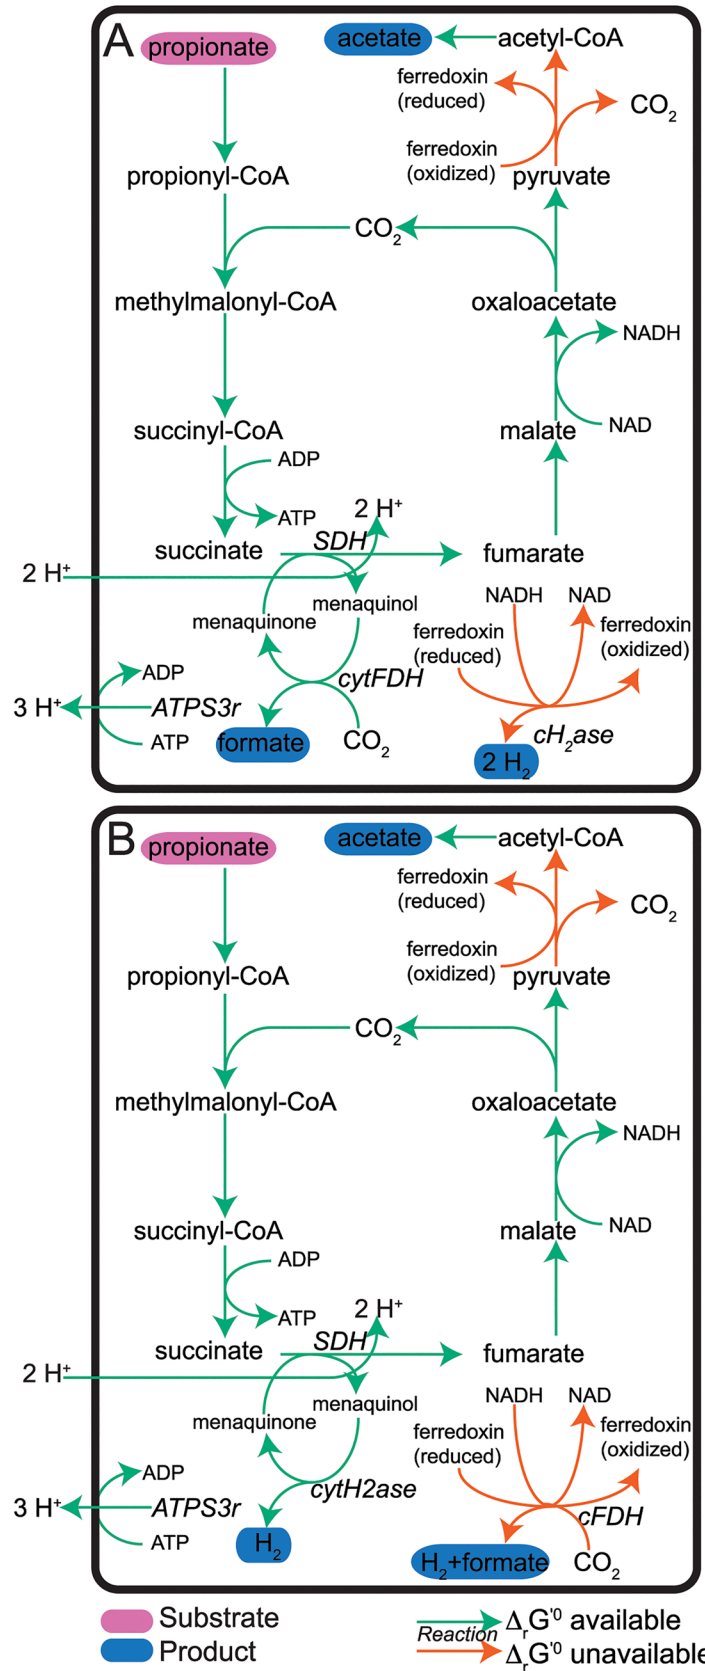 A
propionate
acetate
acetyl-CoA
ferredoxin
(reduced)
CO2
ferredoxin
(oxidized)
propionyl-CoA
pyruvate
CO2
methylmalonyl-CoA
oxaloacetate
NADH
succinyl-CoA
malate
NAD
ADP
ATP
2 H+
SDH
succinate
fumarate
2 H+
menaquinone
menaquinol
NADH
NAD
ferredoxin
(reduced)
ferredoxin
(oxidized)
ADP
cytFDH
3 H+
ATPS3r
ATP
formate
CO2
cH2ase
2 H2
B
propionate
acetate
acetyl-CoA
ferredoxin
(reduced)
CO2
ferredoxin
(oxidized)
propionyl-CoA
pyruvate
CO2
methylmalonyl-CoA
oxaloacetate
NADH
succinyl-CoA
malate
NAD
ADP
ATP
2 H+
SDH
succinate
fumarate
2 H+
menaquinone
menaquinol
NADH
NAD
ferredoxin
(reduced)
ferredoxin
(oxidized)
ADP
cytH2ase
3 H+
ATPS3r
cFDH
ATP
H2
H2+formate
CO2
Substrate
Product
Reaction
ΔrG'0 available
ΔrG'0 unavailable